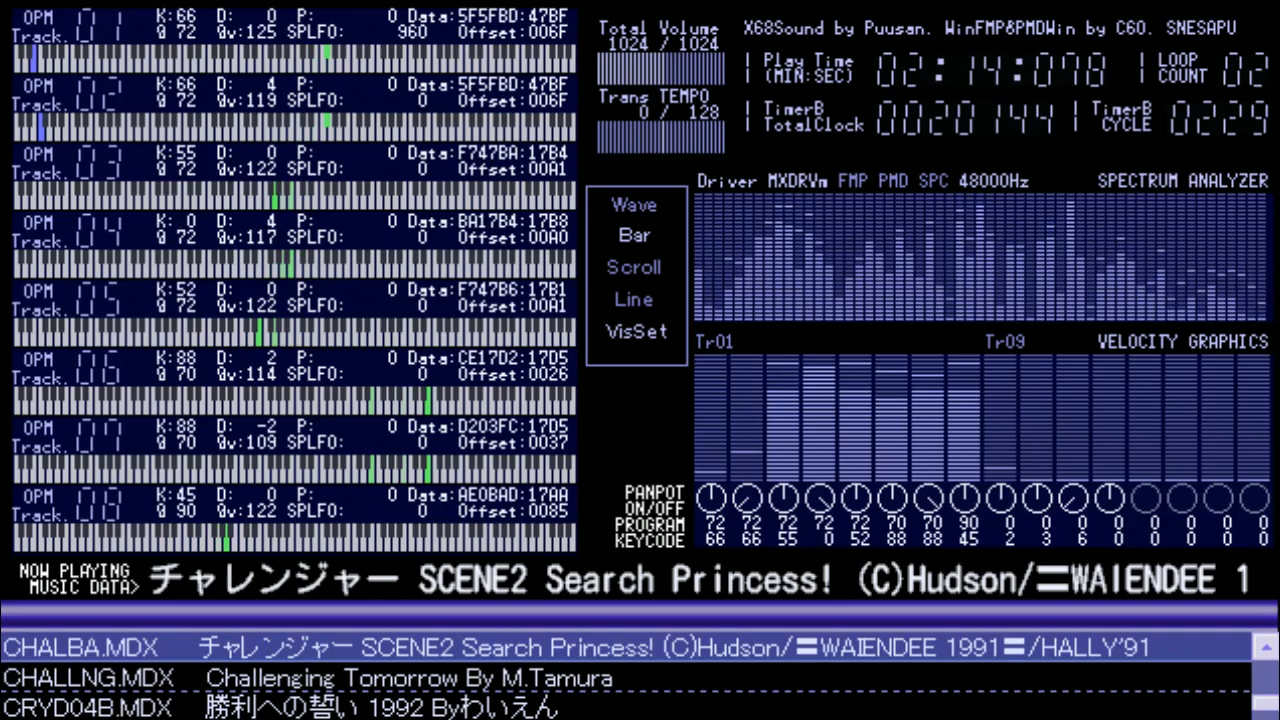 OPM K:66 D: 0 P: 0 Data:5F5FBD:47BF
Track. 01 @ 72 @v:125 SPLFO: 960 Offset:006F
OPM K:66 D: 4 P: 0 Data:5F5FBD:47BF
Track. 02 @ 72 @v:119 SPLFO: 0 Offset:006F
OPM K:55 D: 0 P: 0 Data:F747BA:17B4
Track. 03 @ 72 @v:122 SPLFO: 0 Offset:00A1
OPM K: 0 D: 4 P: 0 Data:BA17B4:17B8
Track. 04 @ 72 @v:117 SPLFO: 0 Offset:00A0
OPM K:52 D: 0 P: 0 Data:F747B6:17B1
Track. 05 @ 72 @v:122 SPLFO: 0 Offset:00A1
OPM K:88 D: 2 P: 0 Data:CE17D2:17D5
Track. 06 @ 70 @v:114 SPLFO: 0 Offset:0026
OPM K:88 D: -2 P: 0 Data:D203FC:17D5
Track. 07 @ 70 @v:109 SPLFO: 0 Offset:0037
OPM K:45 D: 0 P: 0 Data:AE0BAD:17AA
Track. 08 @ 90 @v:122 SPLFO: 0 Offset:0085
Total Volume
1024 / 1024
Trans TEMPO
0 / 128
X68Sound by Puusan. WinFMP&PMDWin by C60. SNESAPU
Play Time (MIN:SEC) 02:14:078 LOOP COUNT 02
TimerB TotalClock 0020144 TimerB CYCLE 0229
Wave
Bar
Scroll
Line
VisSet
Driver MXDRVm FMP PMD SPC 48000Hz SPECTRUM ANALYZER
Tr01 Tr09 VELOCITY GRAPHICS
PANPOT
ON/OFF
PROGRAM 72 72 72 72 72 70 70 90 0 0 0 0 0 0 0 0
KEYCODE 66 66 55 0 52 88 88 45 2 3 6 0 0 0 0 0
NOW PLAYING MUSIC DATA> チャレンジャー SCENE2 Search Princess! (C)Hudson/〓WAIENDEE 1
CHALBA.MDX チャレンジャー SCENE2 Search Princess! (C)Hudson/〓WAIENDEE 1991〓/HALLY'91
CHALLNG.MDX Challenging Tomorrow By M.Tamura
CRYD04B.MDX 勝利への誓い 1992 Byわいえん